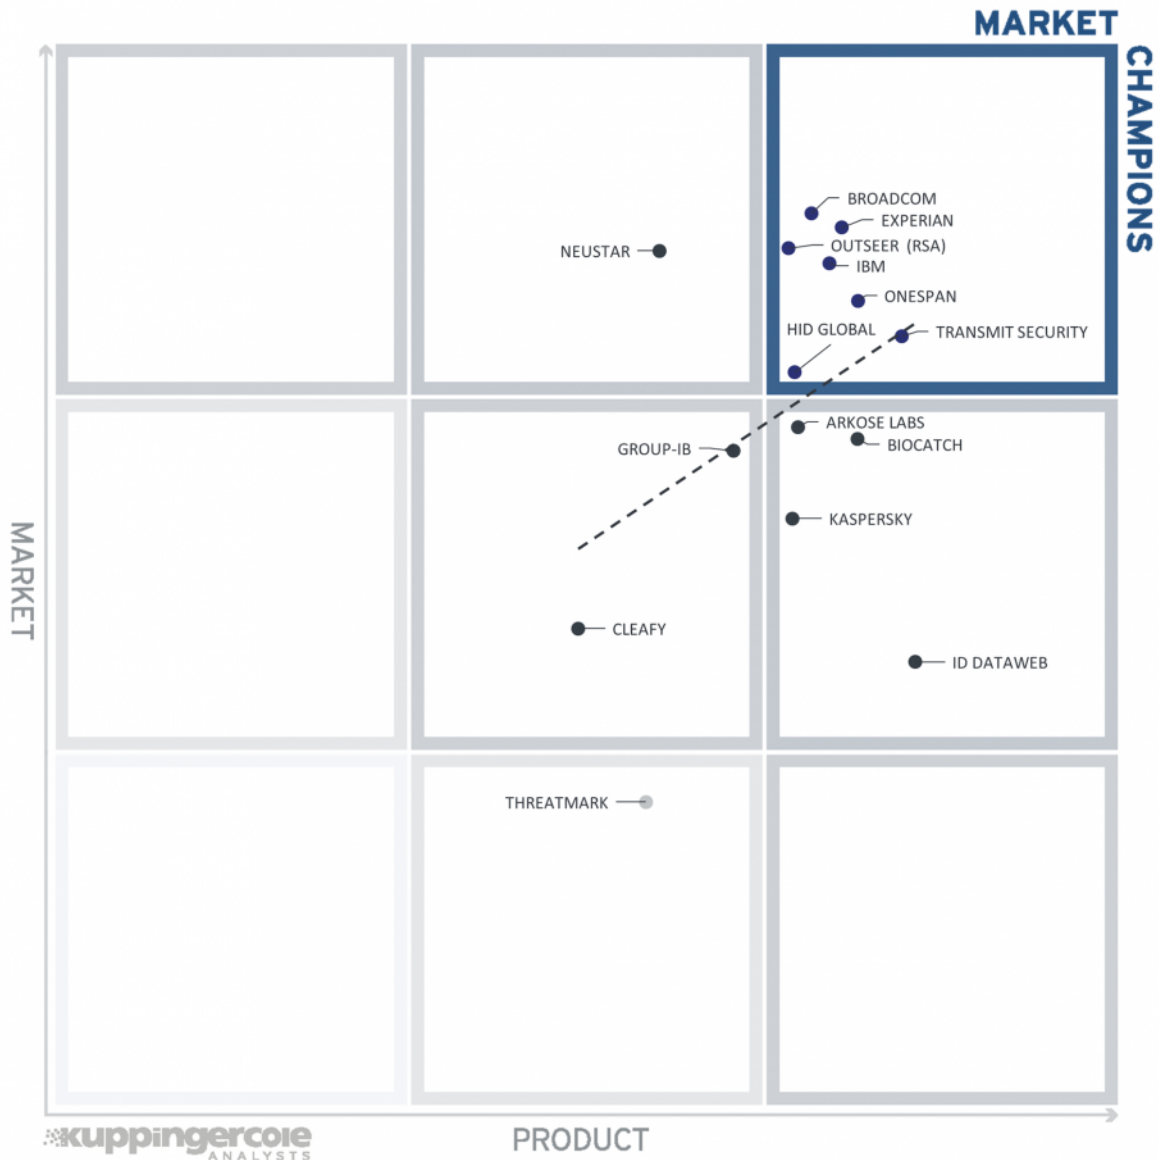 MARKET
CHAMPIONS
BROADCOM
EXPERIAN
NEUSTAR
OUTSEER (RSA)
IBM
ONESPAN
HID GLOBAL
TRANSMIT SECURITY
ARKOSE LABS
GROUP-IB
BIOCATCH
KASPERSKY
MARKET
CLEAFY
ID DATAWEB
THREATMARK
kuppingercole
ANALYSTS
PRODUCT